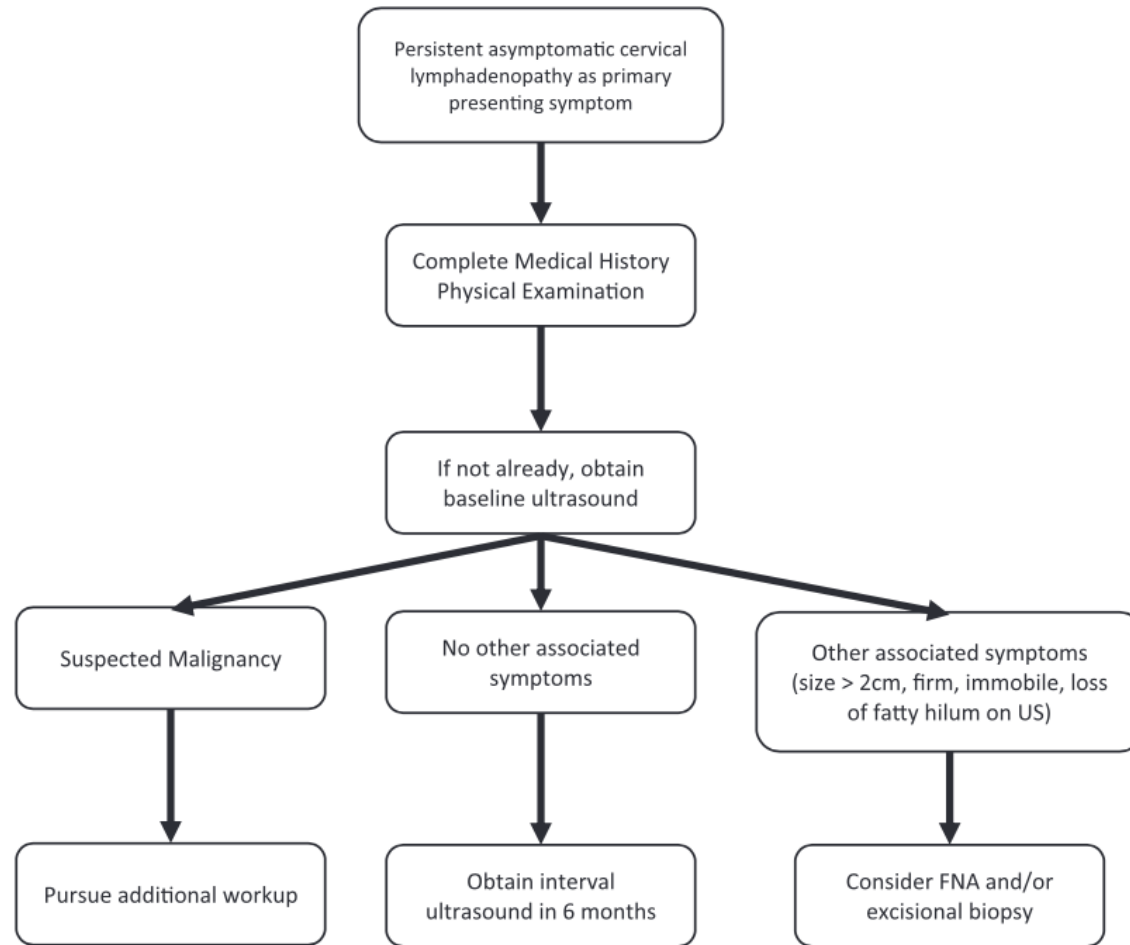 Persistent asymptomatic cervical
lymphadenopathy as primary
presenting symptom
Complete Medical History
Physical Examination
If not already, obtain
baseline ultrasound
Suspected Malignancy
No other associated
symptoms
Other associated symptoms
(size > 2cm, firm, immobile, loss
of fatty hilum on US)
Pursue additional workup
Obtain interval
ultrasound in 6 months
Consider FNA and/or
excisional biopsy